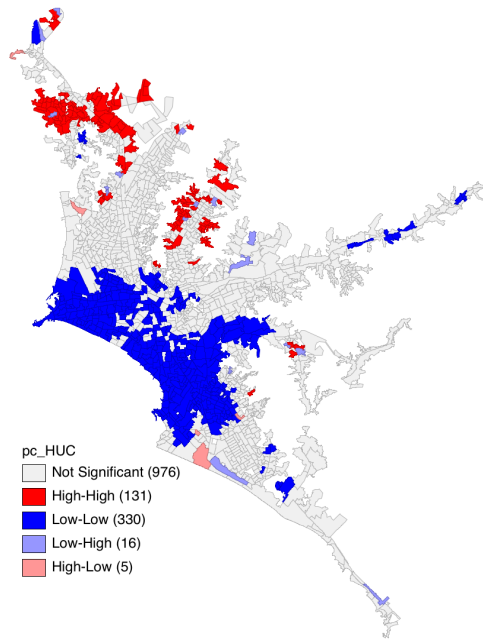 pc_HUC
Not Significant (976)
High-High (131)
Low-Low (330)
Low-High (16)
High-Low (5)